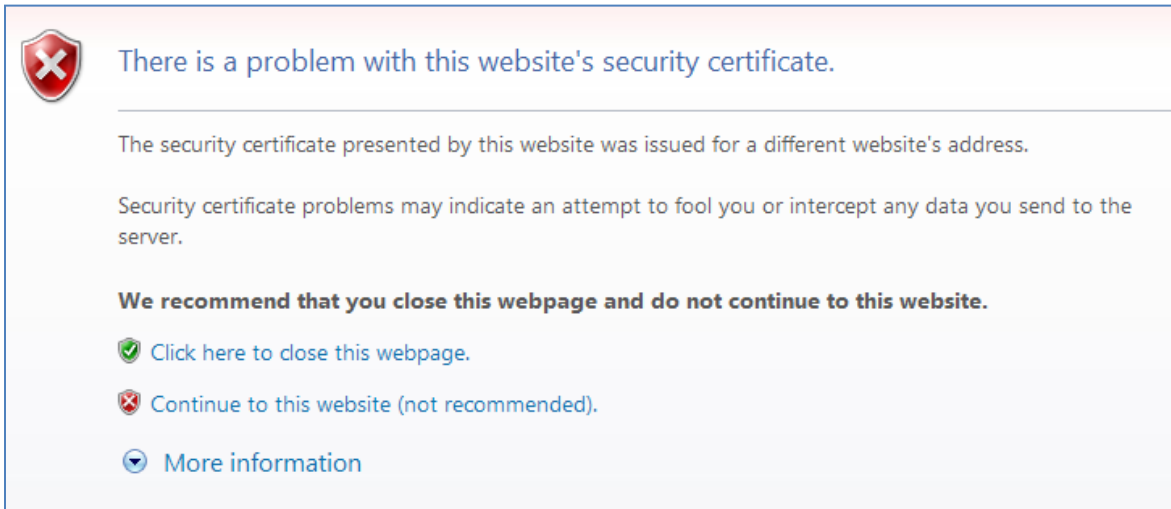 There is a problem with this website's security certificate.
The security certificate presented by this website was issued for a different website's address.
Security certificate problems may indicate an attempt to fool you or intercept any data you send to the
server.
We recommend that you close this webpage and do not continue to this website.
Click here to close this webpage.
Continue to this website (not recommended).
More information